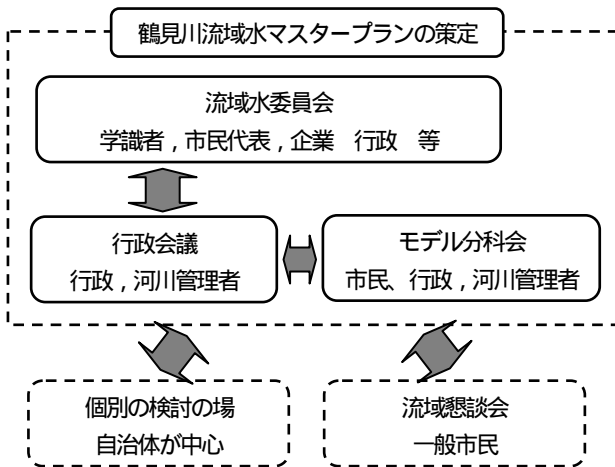 鶴見川流域水マスタープランの策定
流域水委員会
学識者，市民代表，企業　行政　等
行政会議
行政，河川管理者
モデル分科会
市民、行政，河川管理者
個別の検討の場
自治体が中心
流域懇談会
一般市民